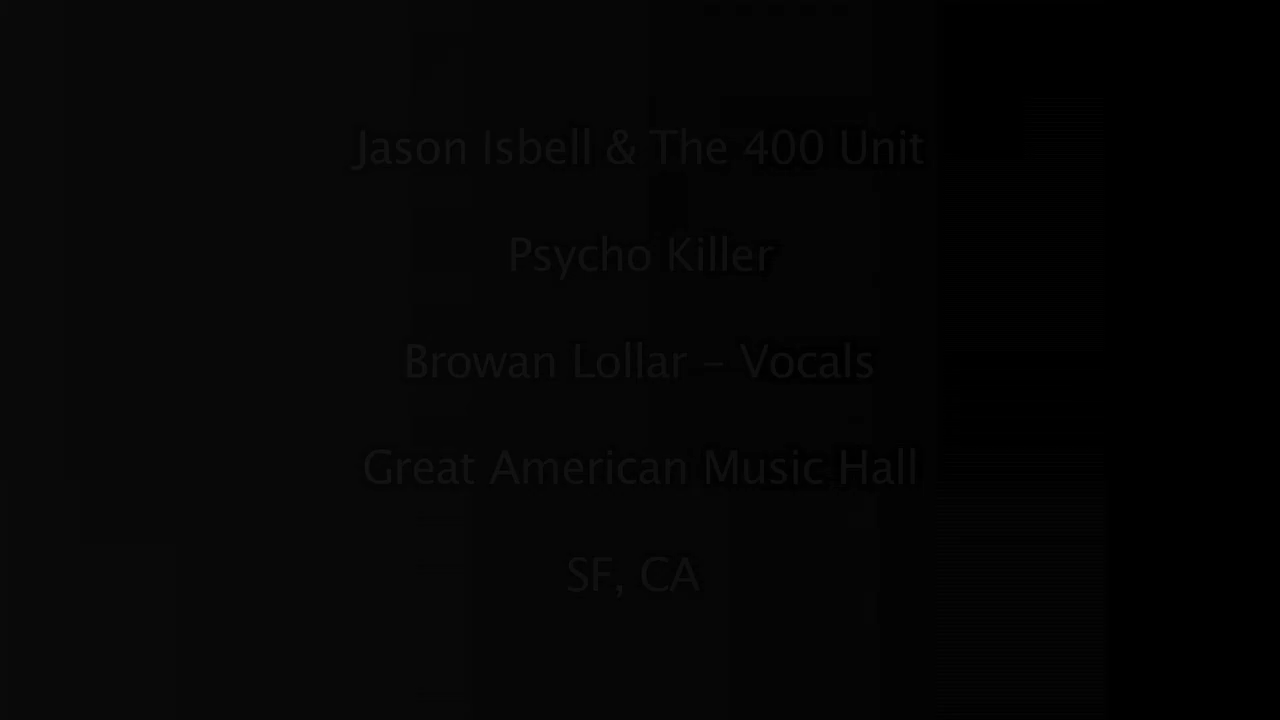 Jason Isbell & The 400 Unit
Psycho Killer
Browan Lollar – Vocals
Great American Music Hall
SF, CA